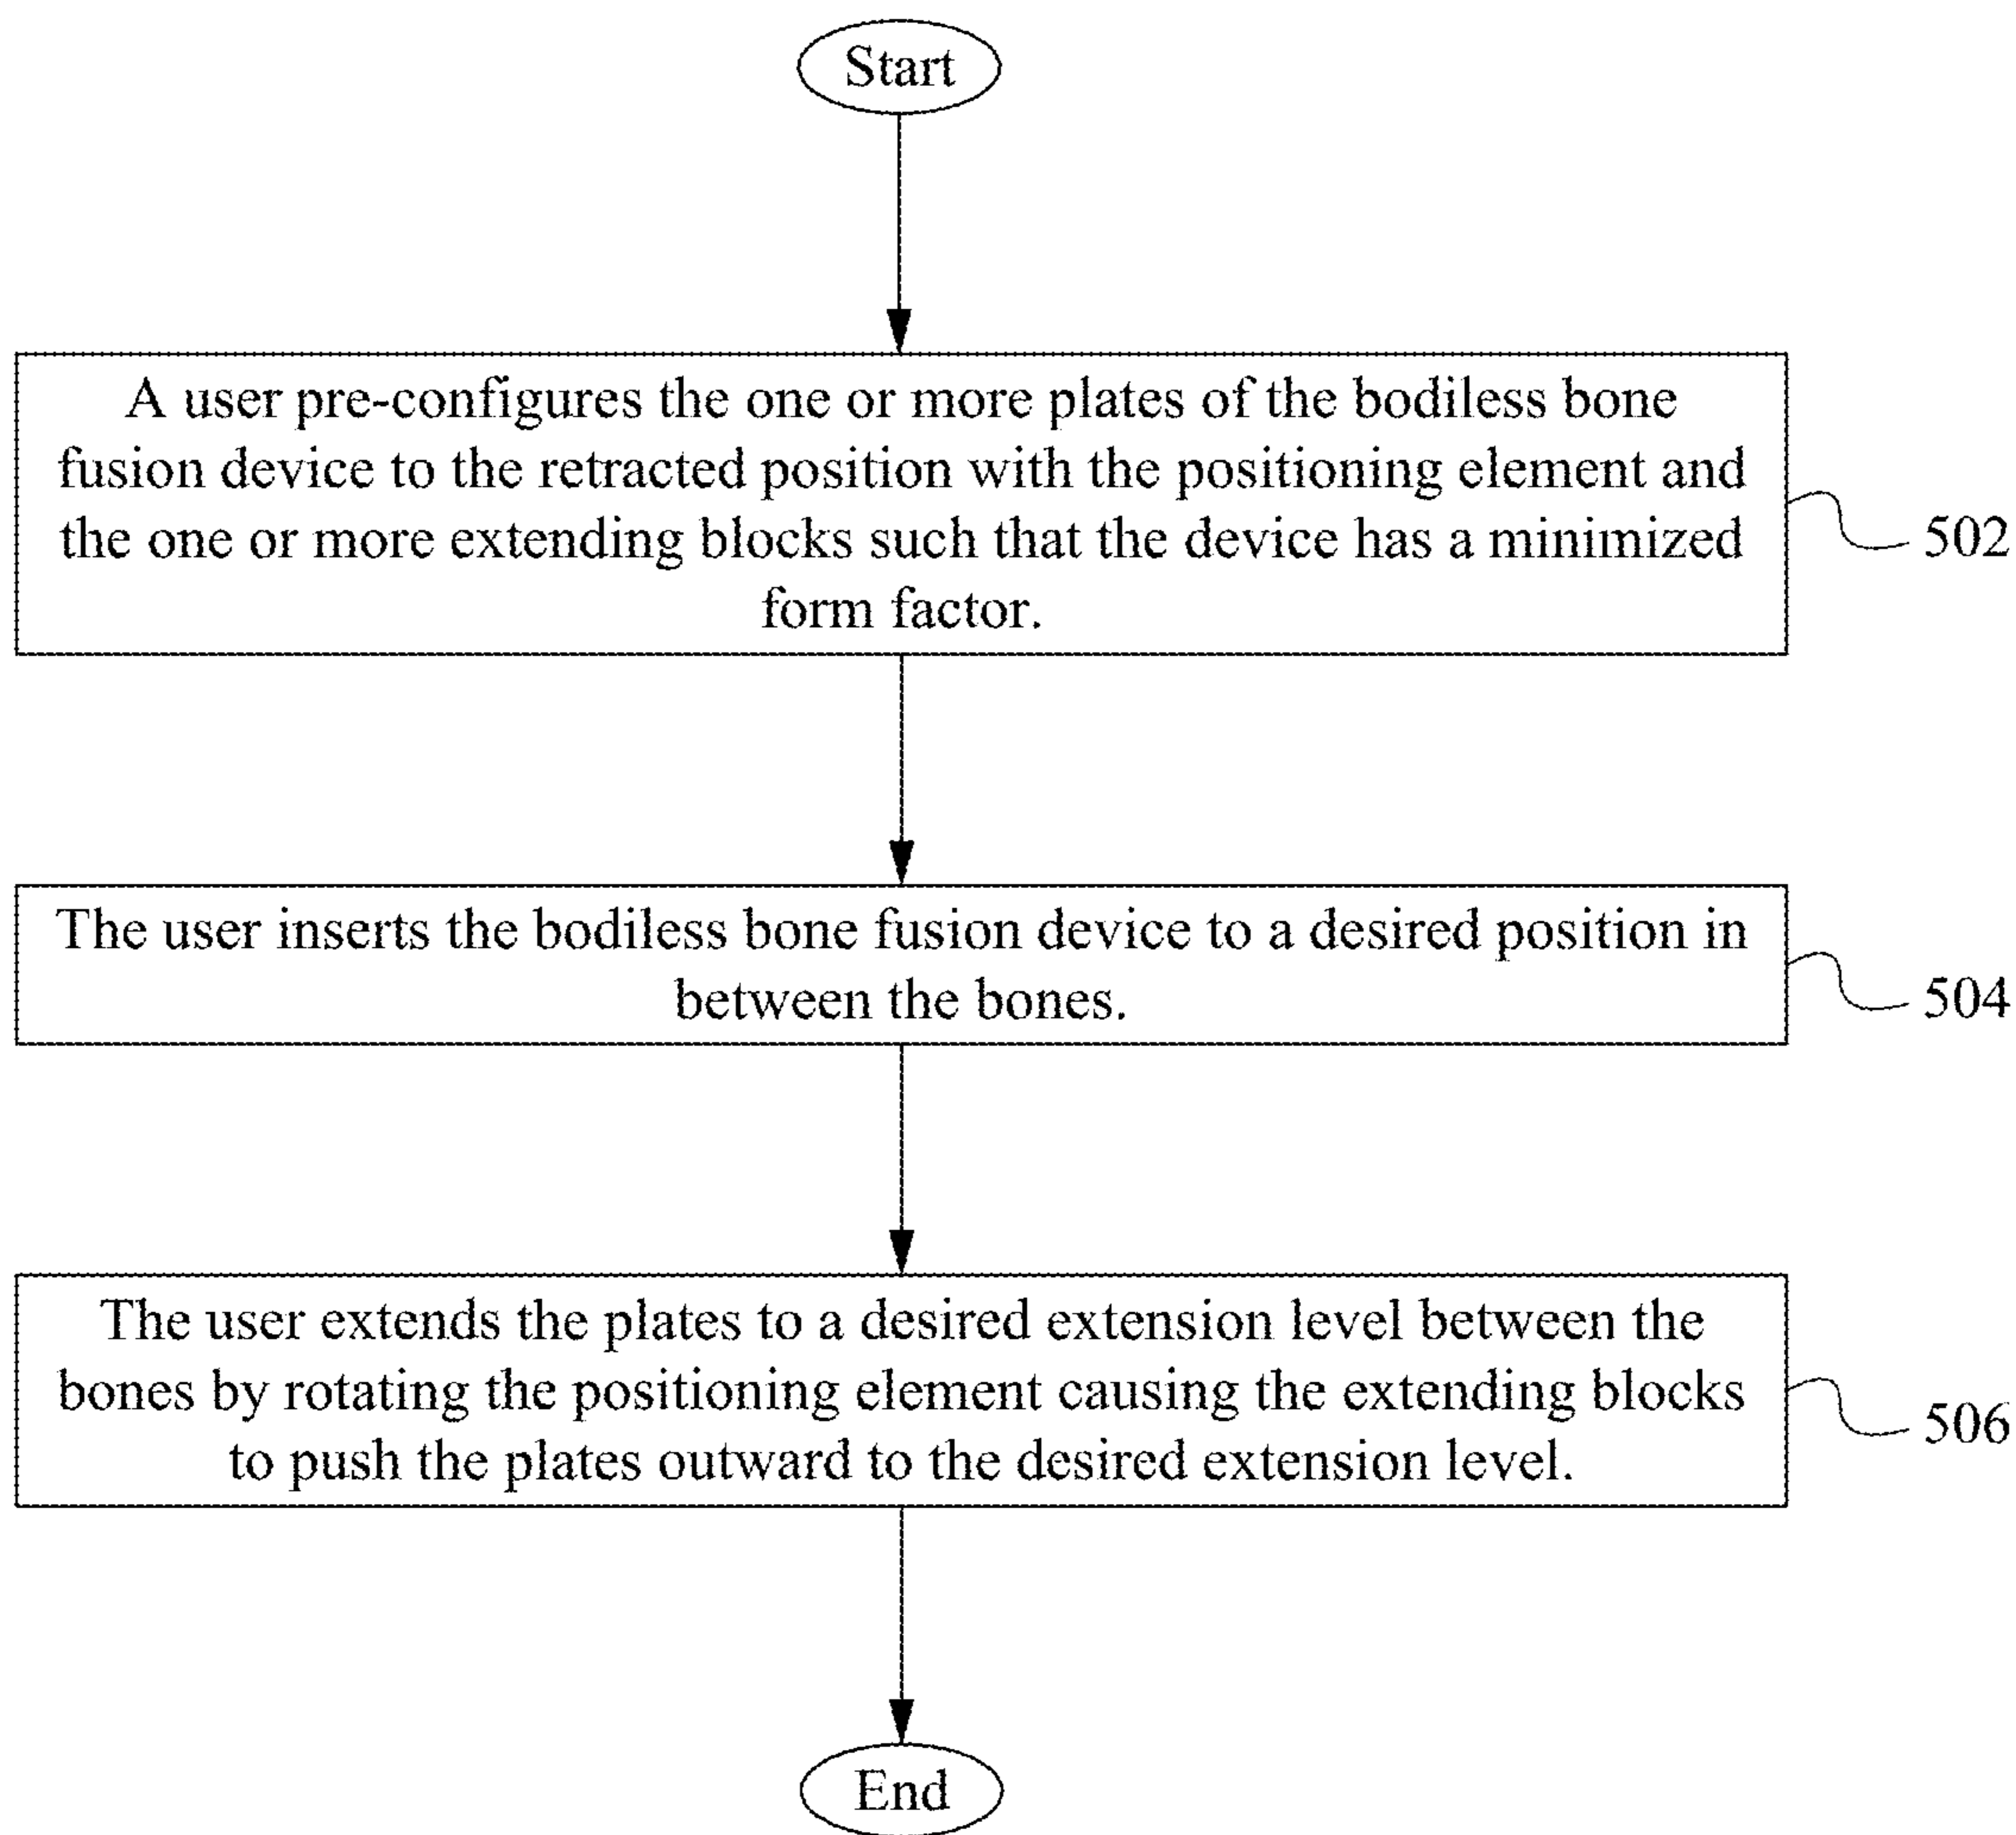 Start
A user pre-configures the one or more plates of the bodiless bone
fusion device to the retracted position with the positioning element and
the one or more extending blocks such that the device has a minimized
form factor.
502
The user inserts the bodiless bone fusion device to a desired position in
between the bones.
504
The user extends the plates to a desired extension level between the
bones by rotating the positioning element causing the extending blocks
to push the plates outward to the desired extension level.
506
End